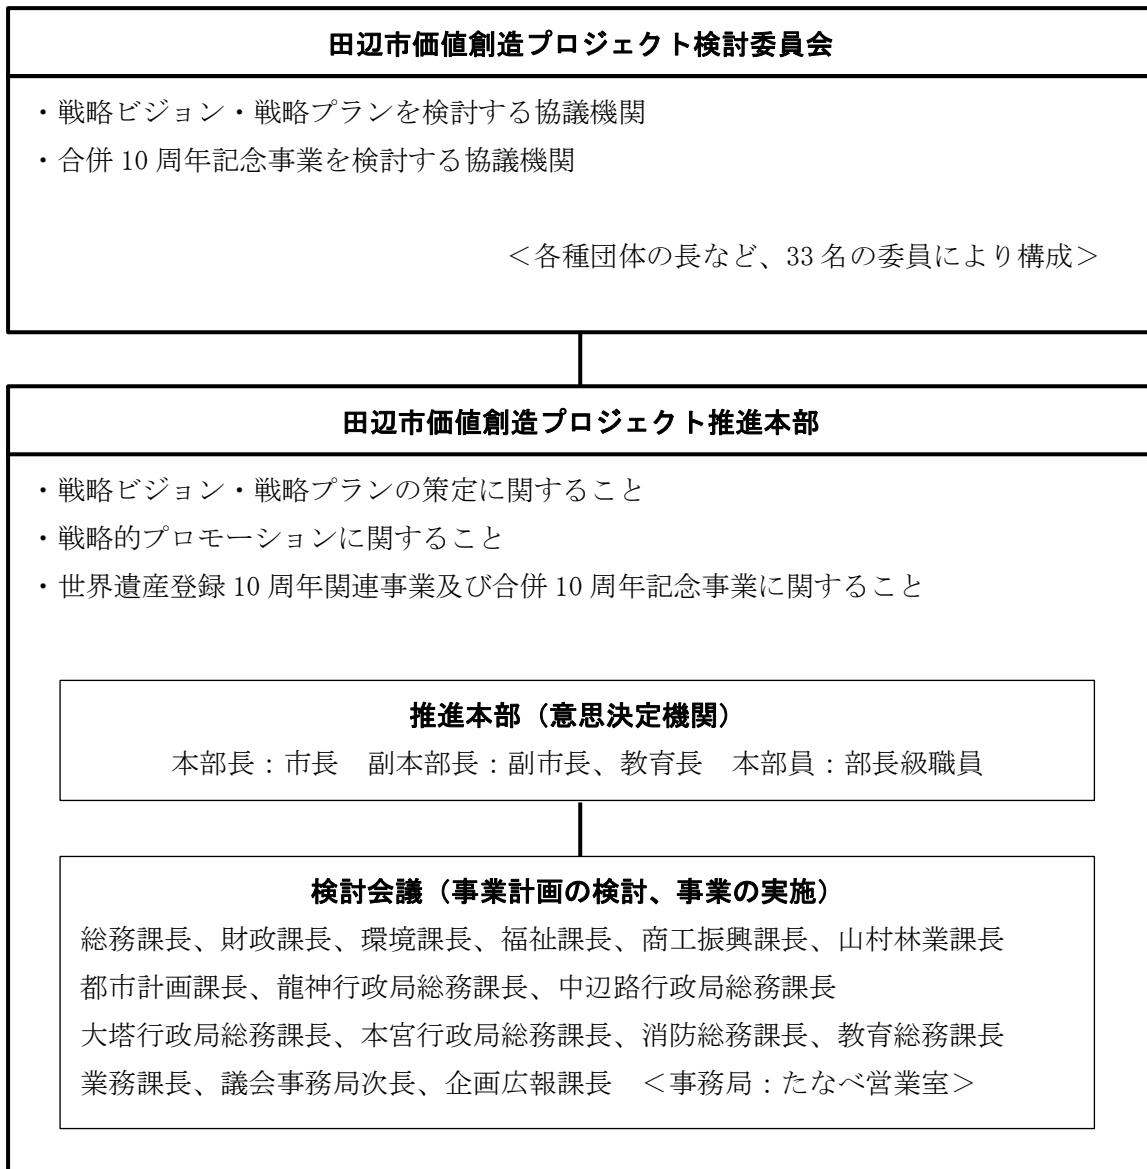 田辺市価値創造プロジェクト検討委員会
・戦略ビジョン・戦略プランを検討する協議機関
・合併 10 周年記念事業を検討する協議機関
＜各種団体の長など、33 名の委員により構成＞
田辺市価値創造プロジェクト推進本部
・戦略ビジョン・戦略プランの策定に関すること
・戦略的プロモーションに関すること
・世界遺産登録 10 周年関連事業及び合併 10 周年記念事業に関すること
推進本部（意思決定機関）
本部長：市長　副本部長：副市長、教育長　本部員：部長級職員
検討会議（事業計画の検討、事業の実施）
総務課長、財政課長、環境課長、福祉課長、商工振興課長、山村林業課長
都市計画課長、龍神行政局総務課長、中辺路行政局総務課長
大塔行政局総務課長、本宮行政局総務課長、消防総務課長、教育総務課長
業務課長、議会事務局次長、企画広報課長　＜事務局：たなべ営業室＞